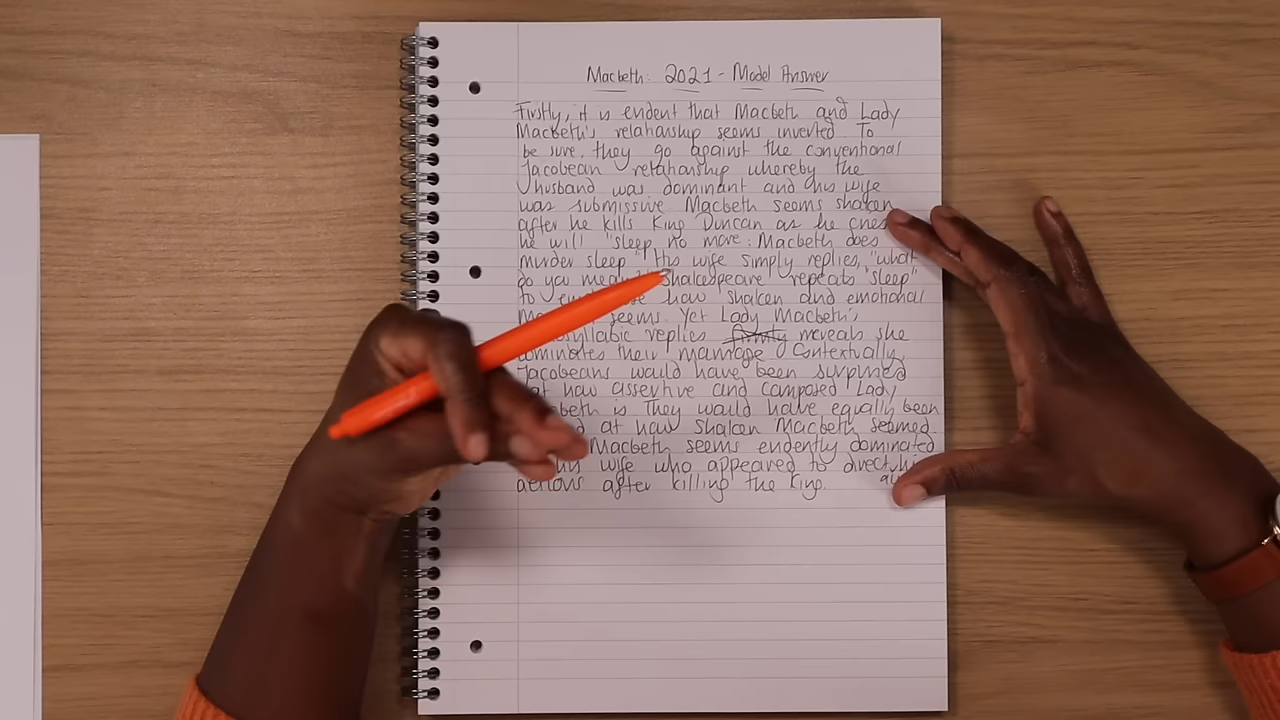 Macbeth: 2021 - Model Answer
Firstly, it is evident that Macbeth and Lady
Macbeth's relationship seems inverted. To
be sure, they go against the conventional
Jacobean relationship whereby the
husband was dominant and his wife
was submissive. Macbeth seems shaken
after he kills King Duncan as he cries
he will "sleep no more: Macbeth does
murder sleep". His wife simply replies, "what
do you mean?" Shakespeare repeats "sleep"
to how shaken and emotional
seems. Yet Lady Macbeth's
replies reveals she
dominates their marriage. Contextually,
Jacobeans would have been surprised
at how assertive and composed Lady
is. They would have equally been
at how shaken Macbeth seemed.
Macbeth seems evidently dominated
his wife who appeared to direct his
actions after killing the King.